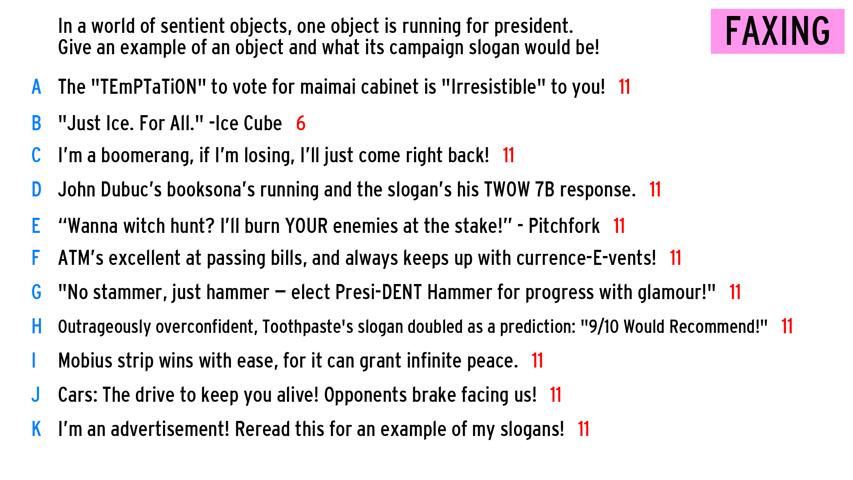 In a world of sentient objects, one object is running for president.
Give an example of an object and what its campaign slogan would be!
FAXING
A The "TEmPTaTiON" to vote for maimai cabinet is "Irresistible" to you! 11
B "Just Ice. For All." -Ice Cube 6
C I'm a boomerang, if I'm losing, I'll just come right back! 11
D John Dubuc's booksona's running and the slogan's his TWOW 7B response. 11
E “Wanna witch hunt? I'll burn YOUR enemies at the stake!” - Pitchfork 11
F ATM's excellent at passing bills, and always keeps up with currence-E-vents! 11
G "No stammer, just hammer – elect Presi-DENT Hammer for progress with glamour!" 11
H Outrageously overconfident, Toothpaste's slogan doubled as a prediction: "9/10 Would Recommend!" 11
I Mobius strip wins with ease, for it can grant infinite peace. 11
J Cars: The drive to keep you alive! Opponents brake facing us! 11
K I'm an advertisement! Reread this for an example of my slogans! 11